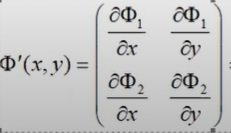 Φ'(x, y) = ( ∂Φ₁/∂x ∂Φ₁/∂y
∂Φ₂/∂x ∂Φ₂/∂y ) =